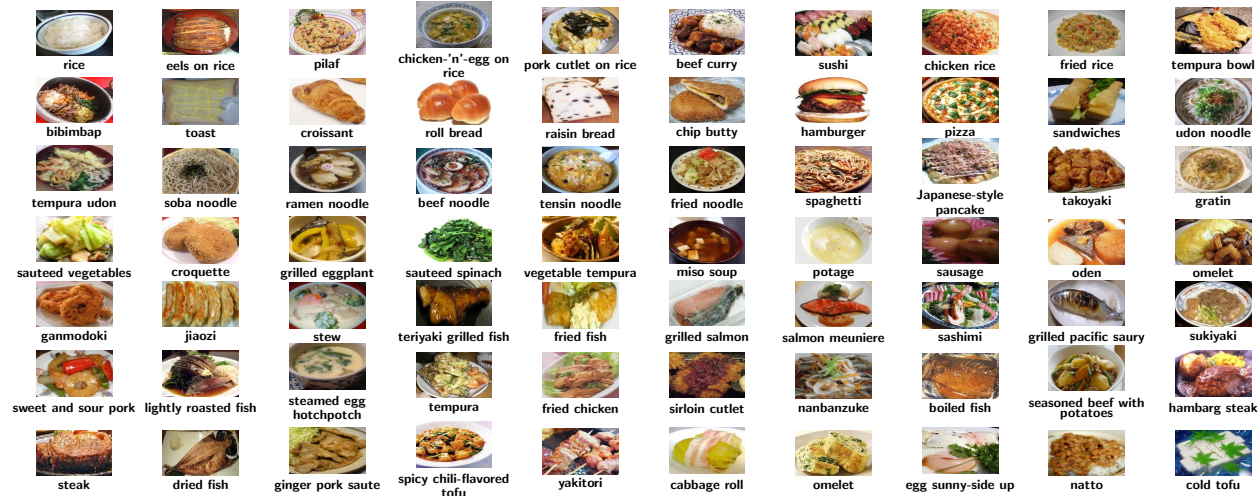 rice
eels on rice
pilaf
chicken-'n'-egg on
rice
pork cutlet on rice
beef curry
sushi
chicken rice
fried rice
tempura bowl
bibimbap
toast
croissant
roll bread
raisin bread
chip butty
hamburger
pizza
sandwiches
udon noodle
tempura udon
soba noodle
ramen noodle
beef noodle
tensin noodle
fried noodle
spaghetti
Japanese-style
pancake
takoyaki
gratin
sauteed vegetables
croquette
grilled eggplant
sauteed spinach
vegetable tempura
miso soup
potage
sausage
oden
omelet
ganmodoki
jiaozi
stew
teriyaki grilled fish
fried fish
grilled salmon
salmon meuniere
sashimi
grilled pacific saury
sukiyaki
sweet and sour pork
lightly roasted fish
steamed egg
hotchpotch
tempura
fried chicken
sirloin cutlet
nanbanzuke
boiled fish
seasoned beef with
potatoes
hambarg steak
steak
dried fish
ginger pork saute
spicy chili-flavored
tofu
yakitori
cabbage roll
omelet
egg sunny-side up
natto
cold tofu